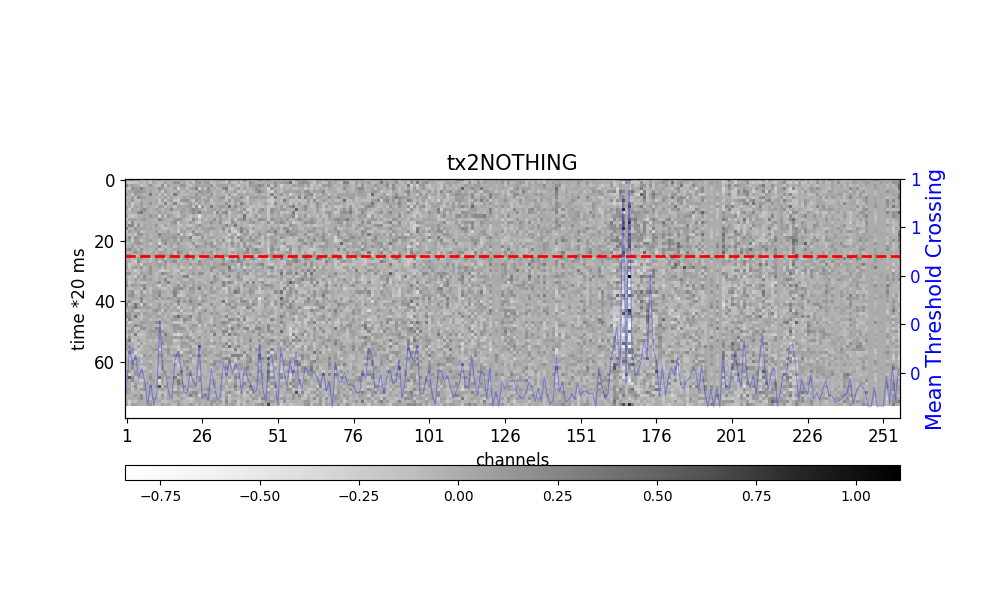 tx2NOTHING
0
20
40
60
time *20 ms
1
1
0
0
0
Mean Threshold Crossing
1 26 51 76 101 126 151 176 201 226 251
channels
−0.75 −0.50 −0.25 0.00 0.25 0.50 0.75 1.00